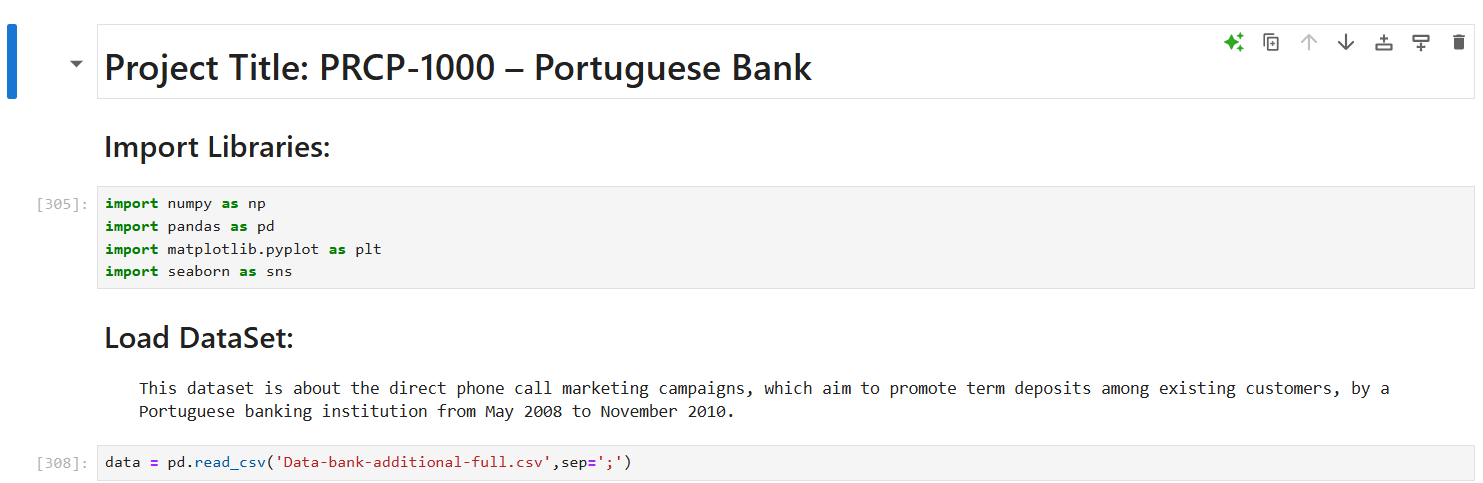 Project Title: PRCP-1000 – Portuguese Bank
Import Libraries:
[305]:
import numpy as np
import pandas as pd
import matplotlib.pyplot as plt
import seaborn as sns
Load DataSet:
This dataset is about the direct phone call marketing campaigns, which aim to promote term deposits among existing customers, by a
Portuguese banking institution from May 2008 to November 2010.
[308]:
data = pd.read_csv('Data-bank-additional-full.csv',sep=';')